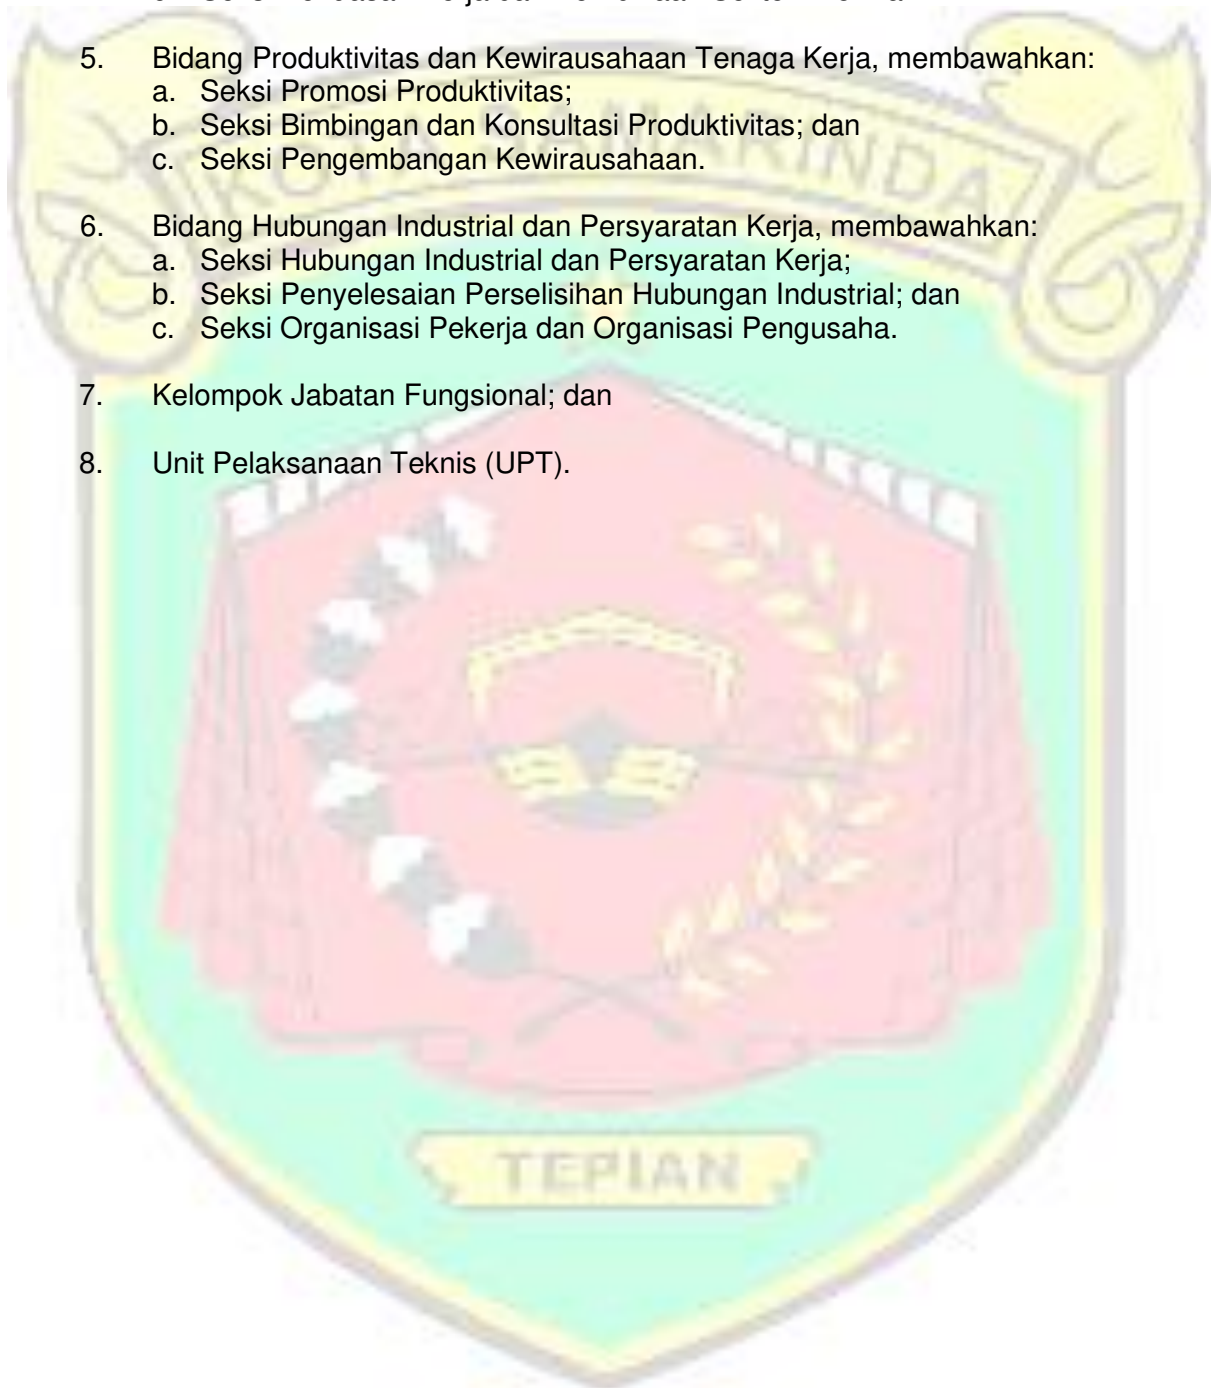 5. Bidang Produktivitas dan Kewirausahaan Tenaga Kerja, membawahkan:
a. Seksi Promosi Produktivitas;
b. Seksi Bimbingan dan Konsultasi Produktivitas; dan
c. Seksi Pengembangan Kewirausahaan.
KOTA SAMARINDA
6. Bidang Hubungan Industrial dan Persyaratan Kerja, membawahkan:
a. Seksi Hubungan Industrial dan Persyaratan Kerja;
b. Seksi Penyelesaian Perselisihan Hubungan Industrial; dan
c. Seksi Organisasi Pekerja dan Organisasi Pengusaha.
7. Kelompok Jabatan Fungsional; dan
8. Unit Pelaksanaan Teknis (UPT).
TEPIAN